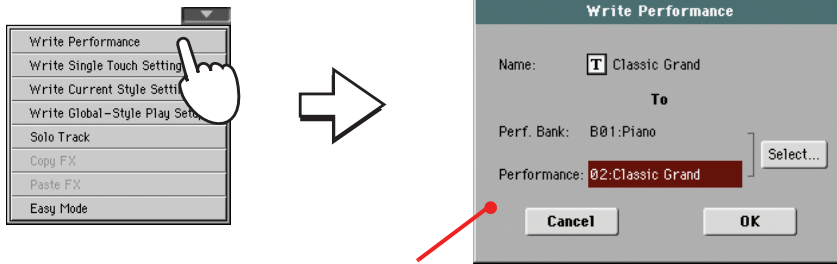 Write Performance
Write Single Touch Setting
Write Current Style Setti
Write Global-Style Play Setu
Solo Track
Copy FX
Paste FX
Easy Mode
Write Performance
Name: T Classic Grand
To
Perf. Bank: B01:Piano
Select...
Performance: 02:Classic Grand
Cancel OK